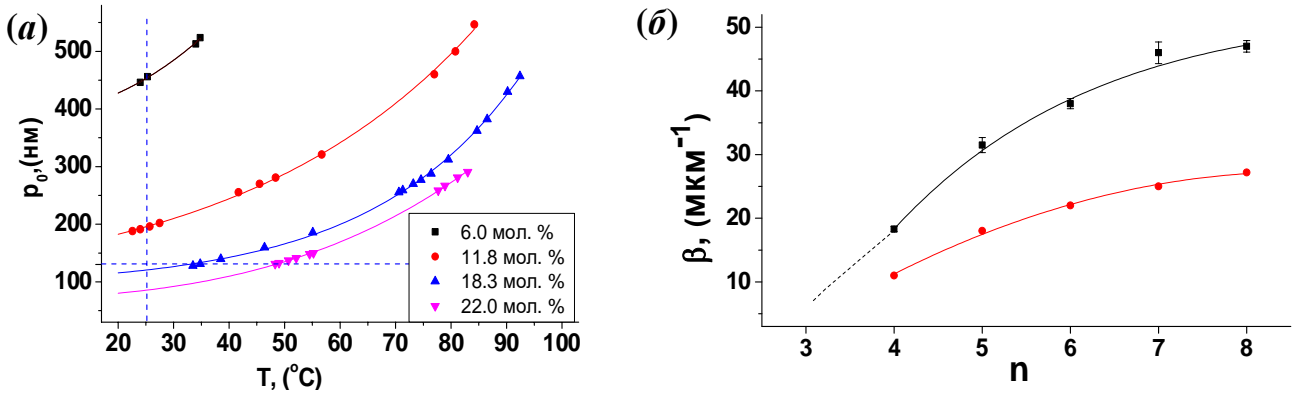 (а)
p₀,(нм)
500
400
300
200
100
20 30 40 50 60 70 80 90 100
T, (°C)
6.0 мол. %
11.8 мол. %
18.3 мол. %
22.0 мол. %
(б)
β, (мкм⁻¹)
50
40
30
20
10
3 4 5 6 7 8
n